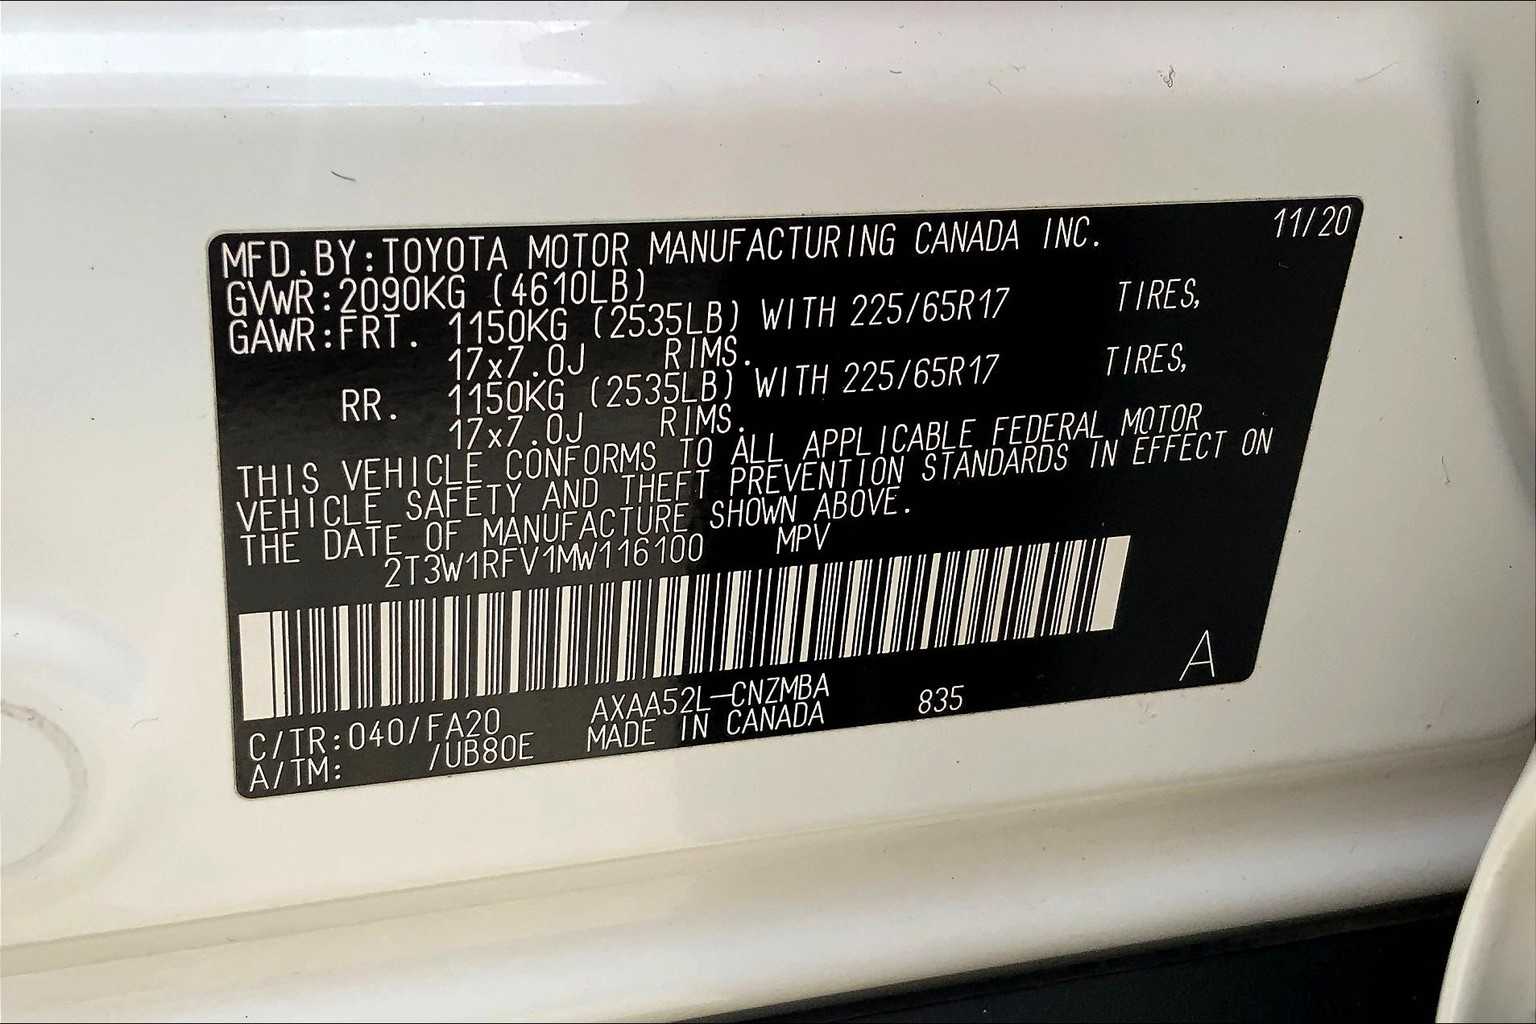 MFD.BY:TOYOTA MOTOR MANUFACTURING CANADA INC. 11/20
GVWR:2090KG (4610LB)
GAWR:FRT. 1150KG (2535LB) WITH 225/65R17 TIRES,
17x7.0J RIMS.
RR. 1150KG (2535LB) WITH 225/65R17 TIRES,
17x7.0J RIMS.
THIS VEHICLE CONFORMS TO ALL APPLICABLE FEDERAL MOTOR
VEHICLE SAFETY AND THEFT PREVENTION STANDARDS IN EFFECT ON
THE DATE OF MANUFACTURE SHOWN ABOVE.
2T3W1RFV1MW116100 MPV
C/TR:040/FA20 AXAA52L-CNZMBA 835 A
A/TM: /UB80E MADE IN CANADA